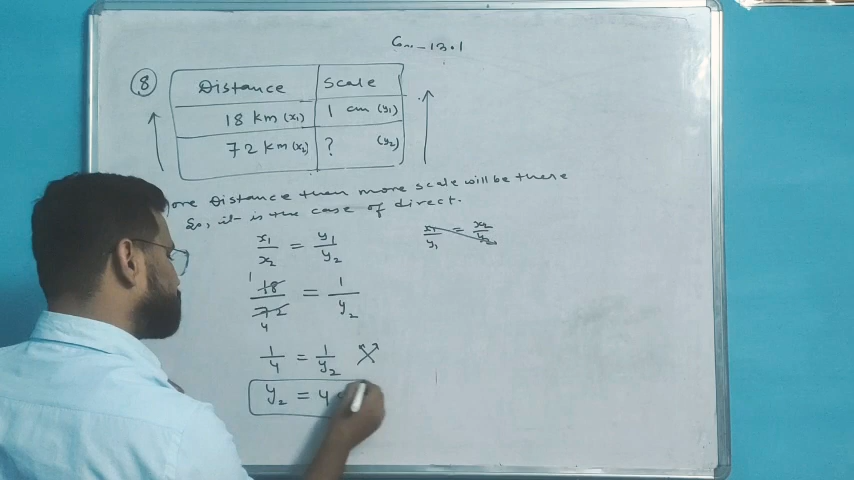 Ex-13.1
8
Distance Scale
18 km (x1) 1 cm (y1)
72 km (x2) ? (y2)
ore Distance then more scale will be there
So, it is the case of direct.
x1/x2 = y1/y2
x1/y1 = x2/y2
1 18/72 4 = 1/y2
1/4 = 1/y2
y2 = 4